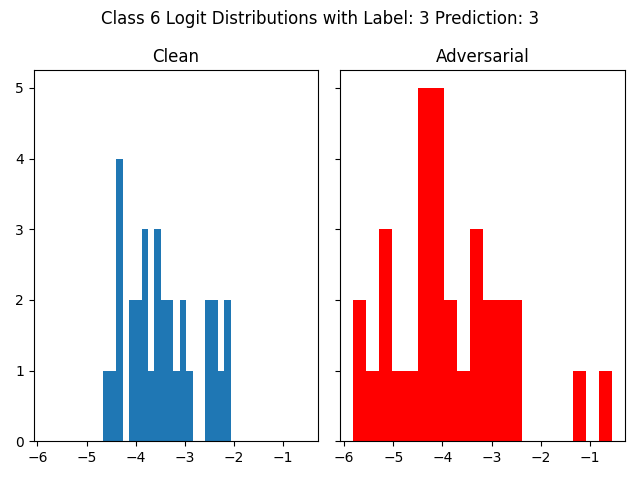 Class 6 Logit Distributions with Label: 3 Prediction: 3
Clean
Adversarial
5
4
3
2
1
0
−6 −5 −4 −3 −2 −1
−6 −5 −4 −3 −2 −1